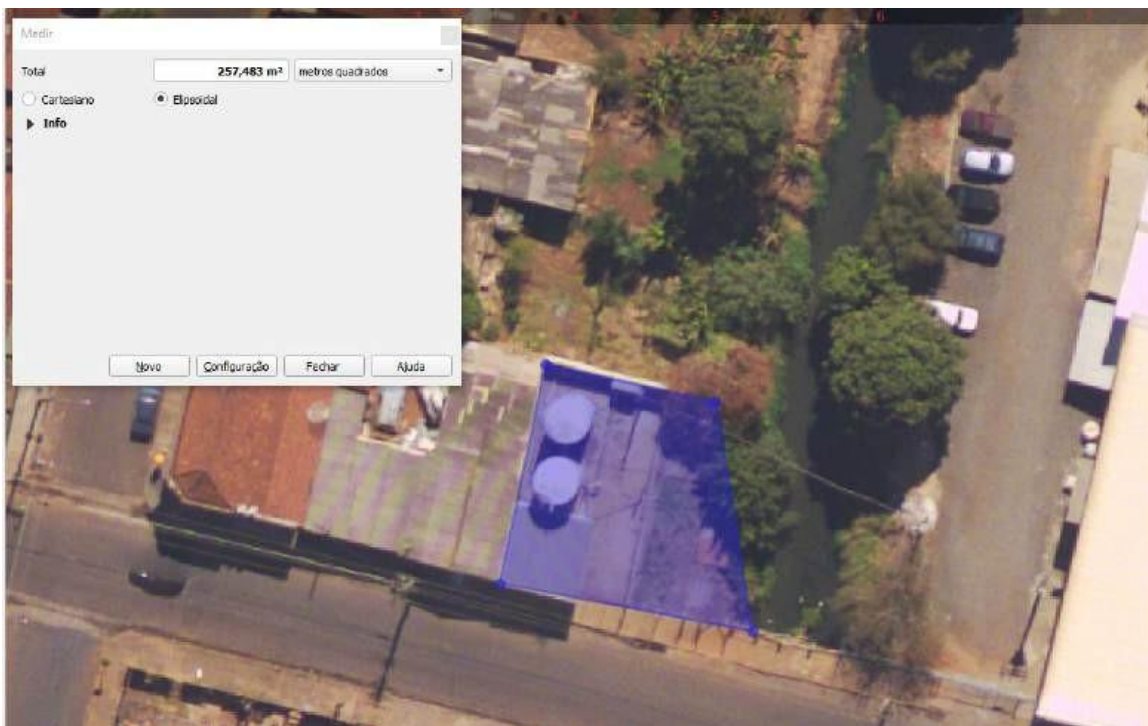 Medir
Total 257,483 m² metros quadrados
Cartesiano Elipsoidal
Info
Novo Configuração Fechar Ajuda